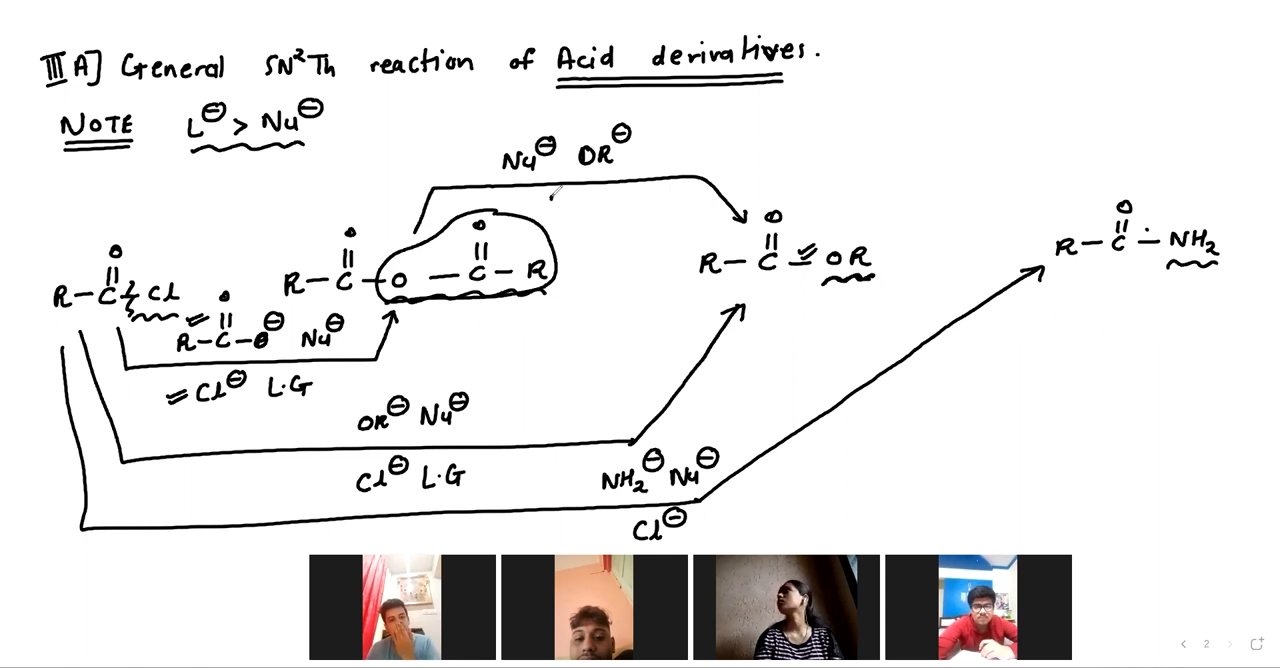 III A] General SN²Th reaction of Acid derivatives.
NOTE L⊖ > Nu⊖
Nu⊖ OR⊖
O O O O
|| || || ||
R-C-Cl R-C-O-C-R R-C-OR R-C-NH₂
O
||
R-C-O⊖ Nu⊖
Cl⊖ L.G
OR⊖ Nu⊖
Cl⊖ L.G
NH₂⊖ Nu⊖
Cl⊖
2